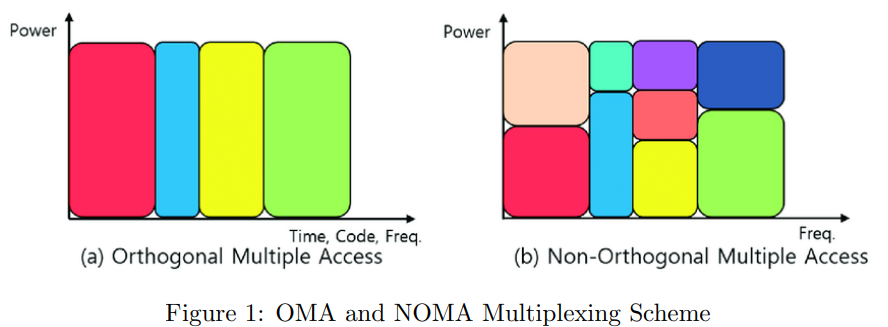 Power
Time, Code, Freq.
(a) Orthogonal Multiple Access
Power
Freq.
(b) Non-Orthogonal Multiple Access
Figure 1: OMA and NOMA Multiplexing Scheme